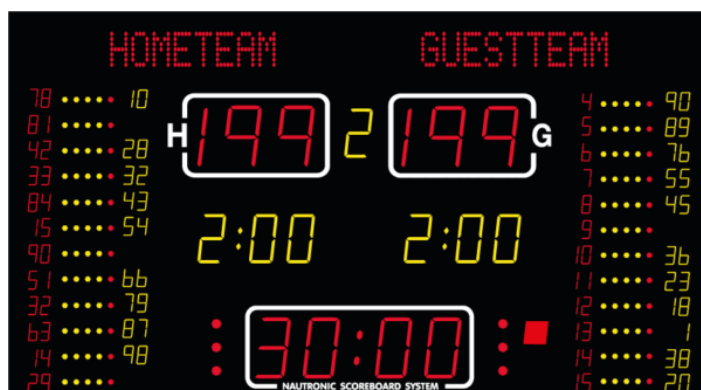 HOMETEAM GUESTTEAM
78 10 4 90
81 5 89
H 199 2 199 G
42 28 6 76
33 32 7 55
84 43 8 45
15 54 9
2:00 2:00
90 10 36
51 66 11 23
32 79 12 18
63 87 13 1
30:00
14 98 14 38
29 15 20
NAUTRONIC SCOREBOARD SYSTEM